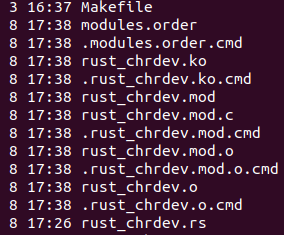 3 16:37 Makefile
8 17:38 modules.order
8 17:38 .modules.order.cmd
8 17:38 rust_chrdev.ko
8 17:38 .rust_chrdev.ko.cmd
8 17:38 rust_chrdev.mod
8 17:38 rust_chrdev.mod.c
8 17:38 .rust_chrdev.mod.cmd
8 17:38 rust_chrdev.mod.o
8 17:38 .rust_chrdev.mod.o.cmd
8 17:38 rust_chrdev.o
8 17:38 .rust_chrdev.o.cmd
8 17:26 rust_chrdev.rs